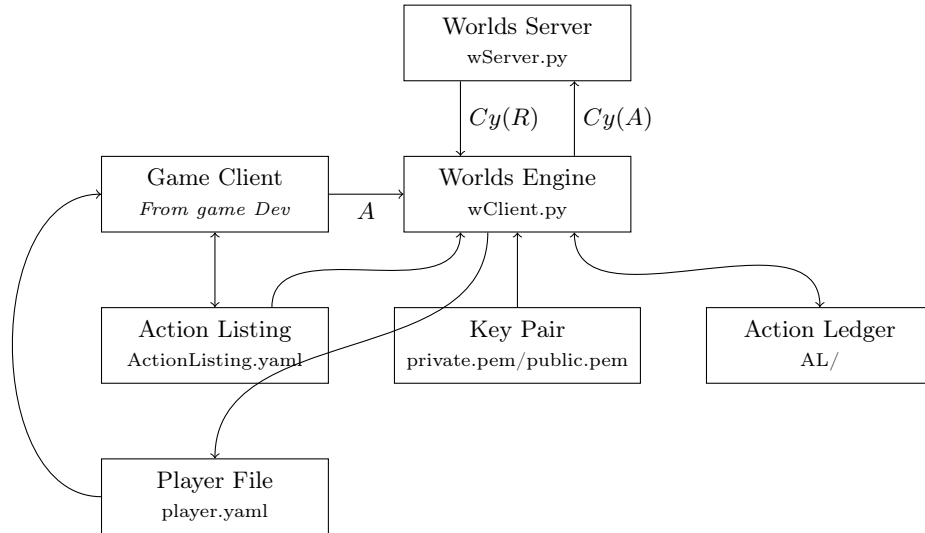 Worlds Server
wServer.py
Cy(R)
Cy(A)
Game Client
From game Dev
A
Worlds Engine
wClient.py
Action Listing
ActionListing.yaml
Key Pair
private.pem/public.pem
Action Ledger
AL/
Player File
player.yaml